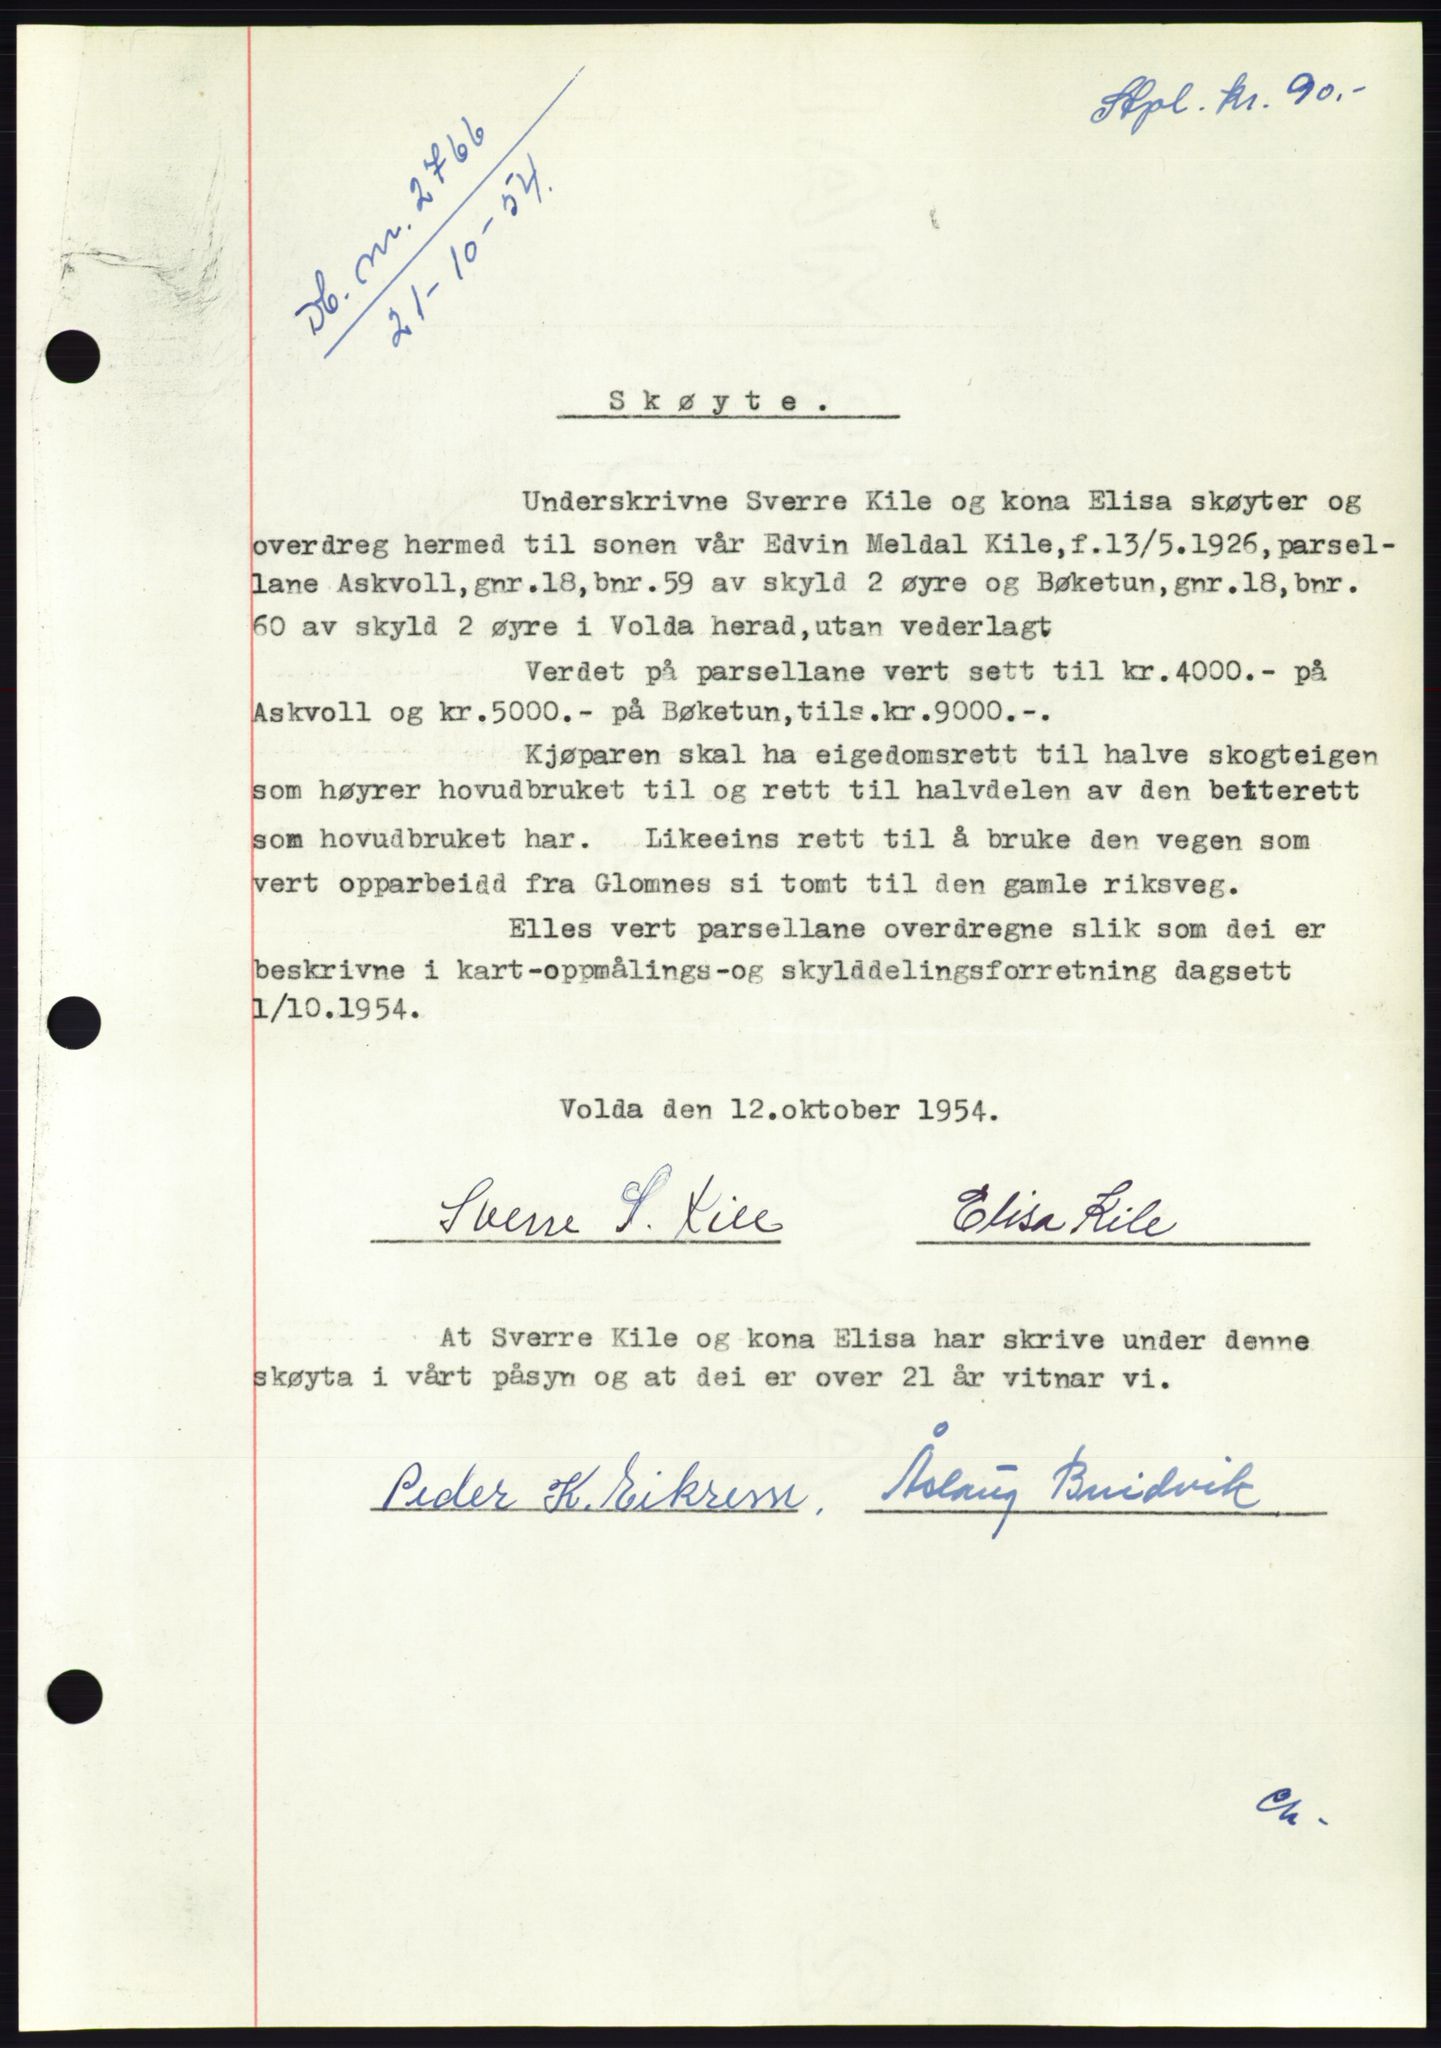 Stpl. kr. 90.-
Db. nr. 2766
21-10-54.
Skøyte.
Underskrivne Sverre Kile og kona Elisa skøyter og
overdreg hermed til sonen vår Edvin Meldal Kile,f.13/5.1926,parsel-
lane Askvoll,gnr.18,bnr.59 av skyld 2 øyre og Bøketun,gnr.18,bnr.
60 av skyld 2 øyre i Volda herad,utan vederlagt
Verdet på parsellane vert sett til kr.4000.- på
Askvoll og kr.5000.- på Bøketun,tils.kr.9000.-.
Kjøparen skal ha eigedomsrett til halve skogteigen
som høyrer hovudbruket til og rett til halvdelen av den beiterett
som hovudbruket har. Likeeins rett til å bruke den vegen som
vert opparbeidd fra Glomnes si tomt til den gamle riksveg.
Elles vert parsellane overdregne slik som dei er
beskrivne i kart-oppmålings-og skylddelingsforretning dagsett
1/10.1954.
Volda den 12.oktober 1954.
Sverre S. Kile Elisa Kile
At Sverre Kile og kona Elisa har skrive under denne
skøyta i vårt påsyn og at dei er over 21 år vitnar vi.
Peder K. Eikrem, Åslaug Bruidvik
Ch.